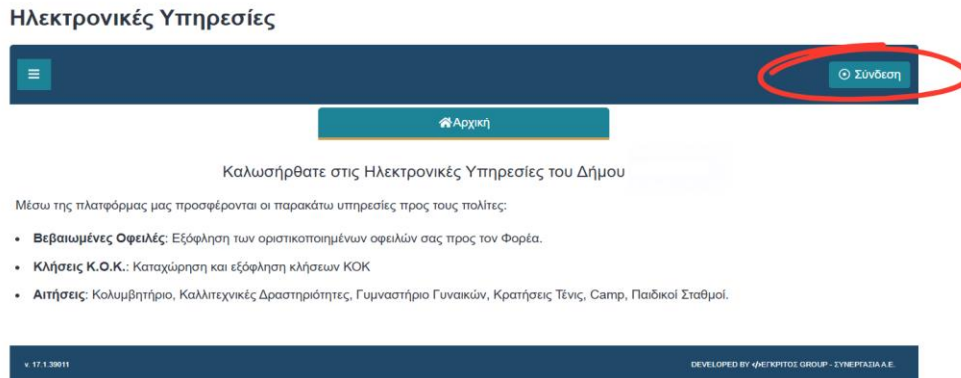 Ηλεκτρονικές Υπηρεσίες
Σύνδεση
Αρχική
Καλωσήρθατε στις Ηλεκτρονικές Υπηρεσίες του Δήμου
Μέσω της πλατφόρμας μας προσφέρονται οι παρακάτω υπηρεσίες προς τους πολίτες:
• Βεβαιωμένες Οφειλές: Εξόφληση των οριστικοποιημένων οφειλών σας προς τον Φορέα.
• Κλήσεις Κ.Ο.Κ.: Καταχώρηση και εξόφληση κλήσεων ΚΟΚ
• Αιτήσεις: Κολυμβητήριο, Καλλιτεχνικές Δραστηριότητες, Γυμναστήριο Γυναικών, Κρατήσεις Τένις, Camp, Παιδικοί Σταθμοί.
v. 17.1.39011
DEVELOPED BY </>ΕΓΚΡΙΤΟΣ GROUP - ΣΥΝΕΡΓΑΣΙΑ Α.Ε.